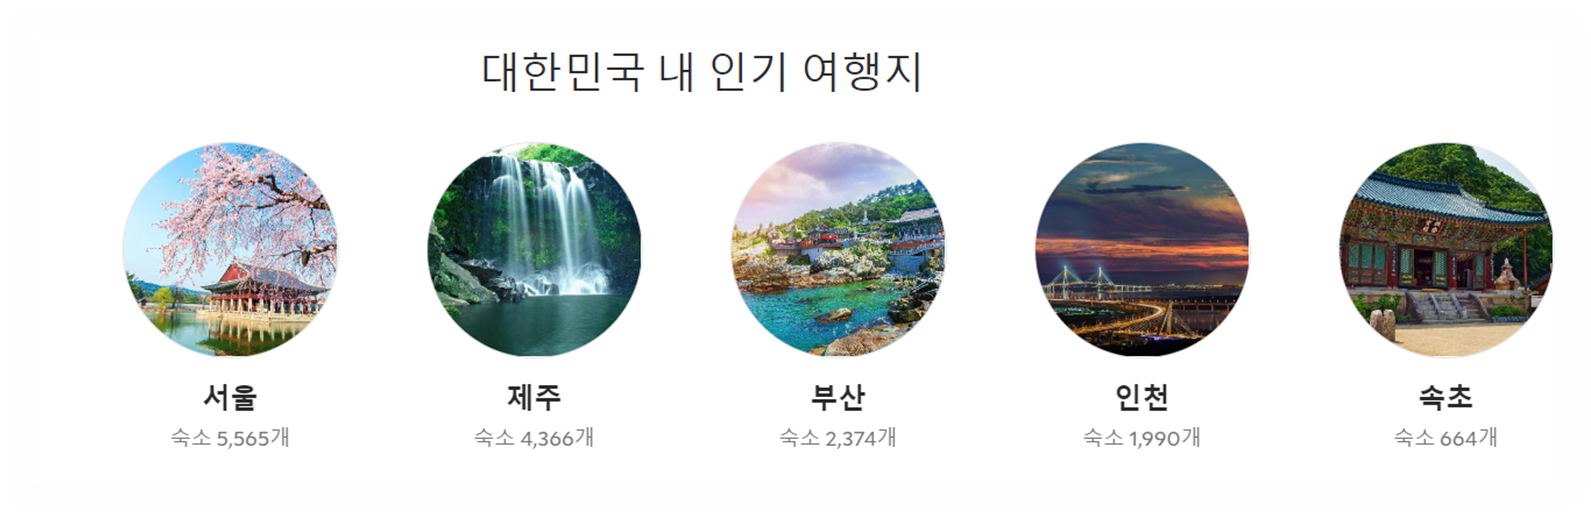 대한민국 내 인기 여행지
서울
숙소 5,565개
제주
숙소 4,366개
부산
숙소 2,374개
인천
숙소 1,990개
속초
숙소 664개